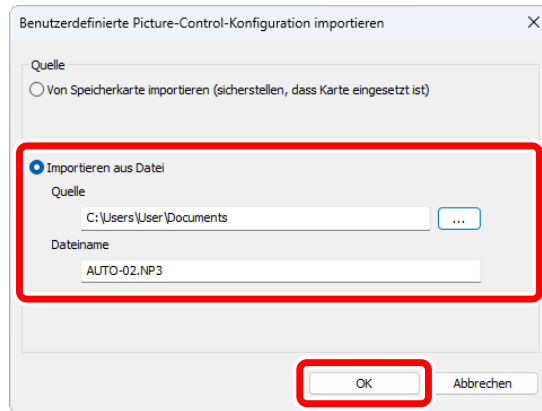 Benutzerdefinierte Picture-Control-Konfiguration importieren
Quelle
Von Speicherkarte importieren (sicherstellen, dass Karte eingesetzt ist)
Importieren aus Datei
Quelle
C:\Users\User\Documents
...
Dateiname
AUTO-02.NP3
OK
Abbrechen